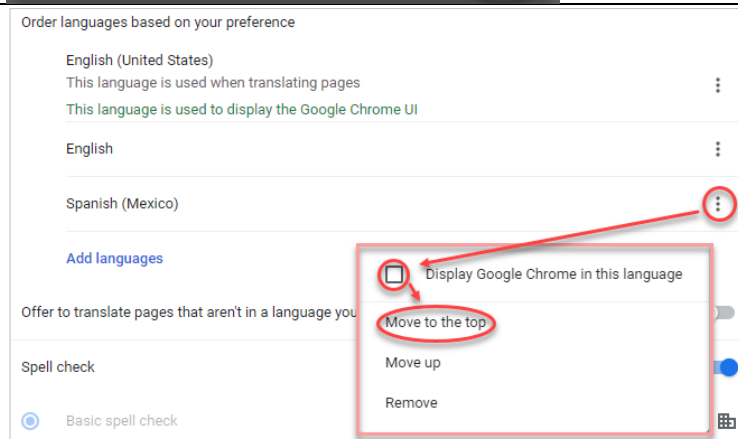 Order languages based on your preference
English (United States)
This language is used when translating pages
This language is used to display the Google Chrome UI
English
Spanish (Mexico)
Add languages
Display Google Chrome in this language
Offer to translate pages that aren't in a language you
Move to the top
Spell check
Move up
Remove
Basic spell check